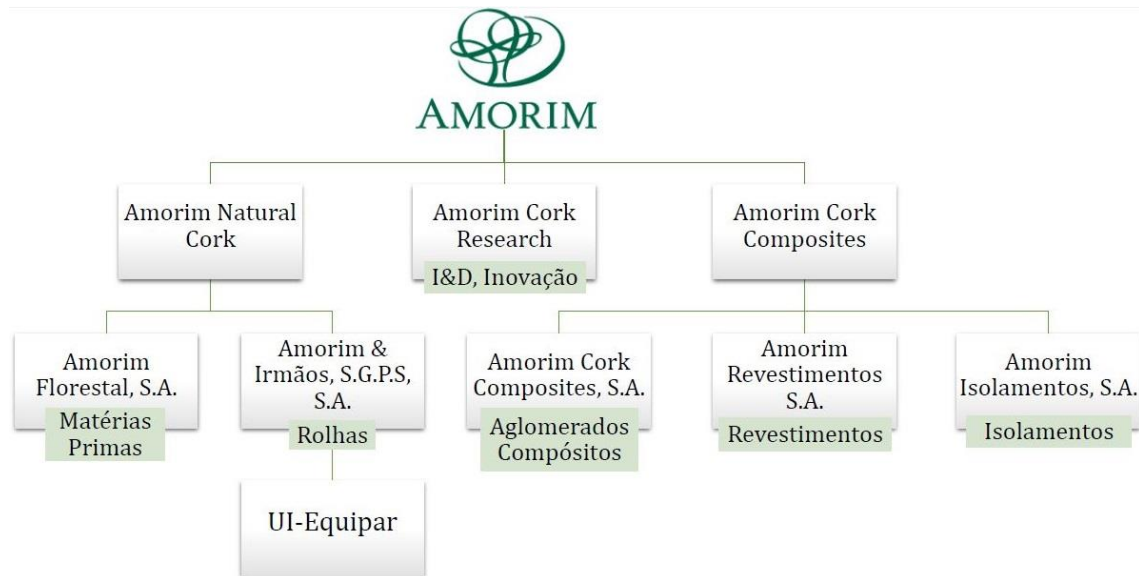 AMORIM
Amorim Natural
Cork
Amorim Cork
Research
I&D, Inovação
Amorim Cork
Composites
Amorim
Florestal, S.A.
Matérias
Primas
Amorim &
Irmãos, S.G.P.S,
S.A.
Rolhas
Amorim Cork
Composites, S.A.
Aglomerados
Compósitos
Amorim
Revestimentos
S.A.
Revestimentos
Amorim
Isolamentos, S.A.
Isolamentos
UI-Equipar